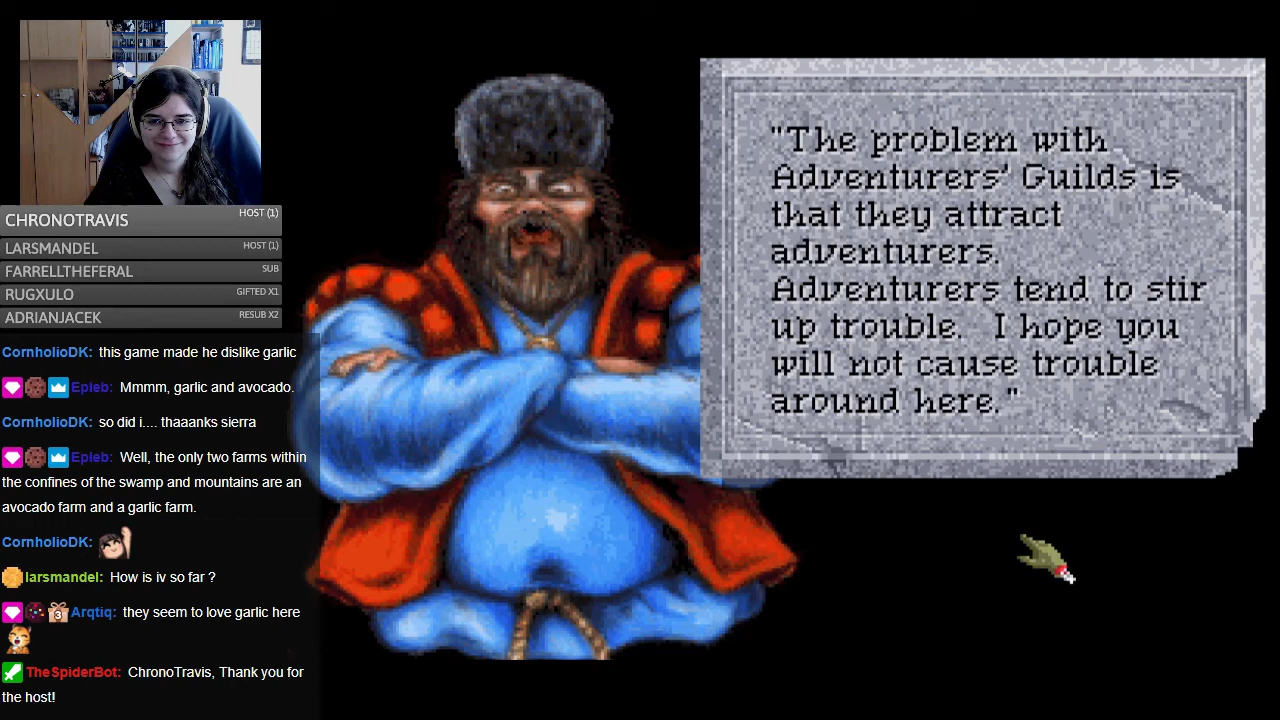 CHRONOTRAVIS HOST (1)
LARSMANDEL HOST (1)
FARRELLTHEFERAL SUB
RUGXULO GIFTED X1
ADRIANJACEK RESUB X2
CornholioDK: this game made he dislike garlic
Epieb: Mmmm, garlic and avocado.
CornholioDK: so did i.... thaaanks sierra
Epieb: Well, the only two farms within
the confines of the swamp and mountains are an
avocado farm and a garlic farm.
CornholioDK:
larsmandel: How is iv so far ?
3 Arqtiq: they seem to love garlic here
TheSpiderBot: ChronoTravis, Thank you for
the host!
"The problem with
Adventurers' Guilds is
that they attract
adventurers.
Adventurers tend to stir
up trouble. I hope you
will not cause trouble
around here."